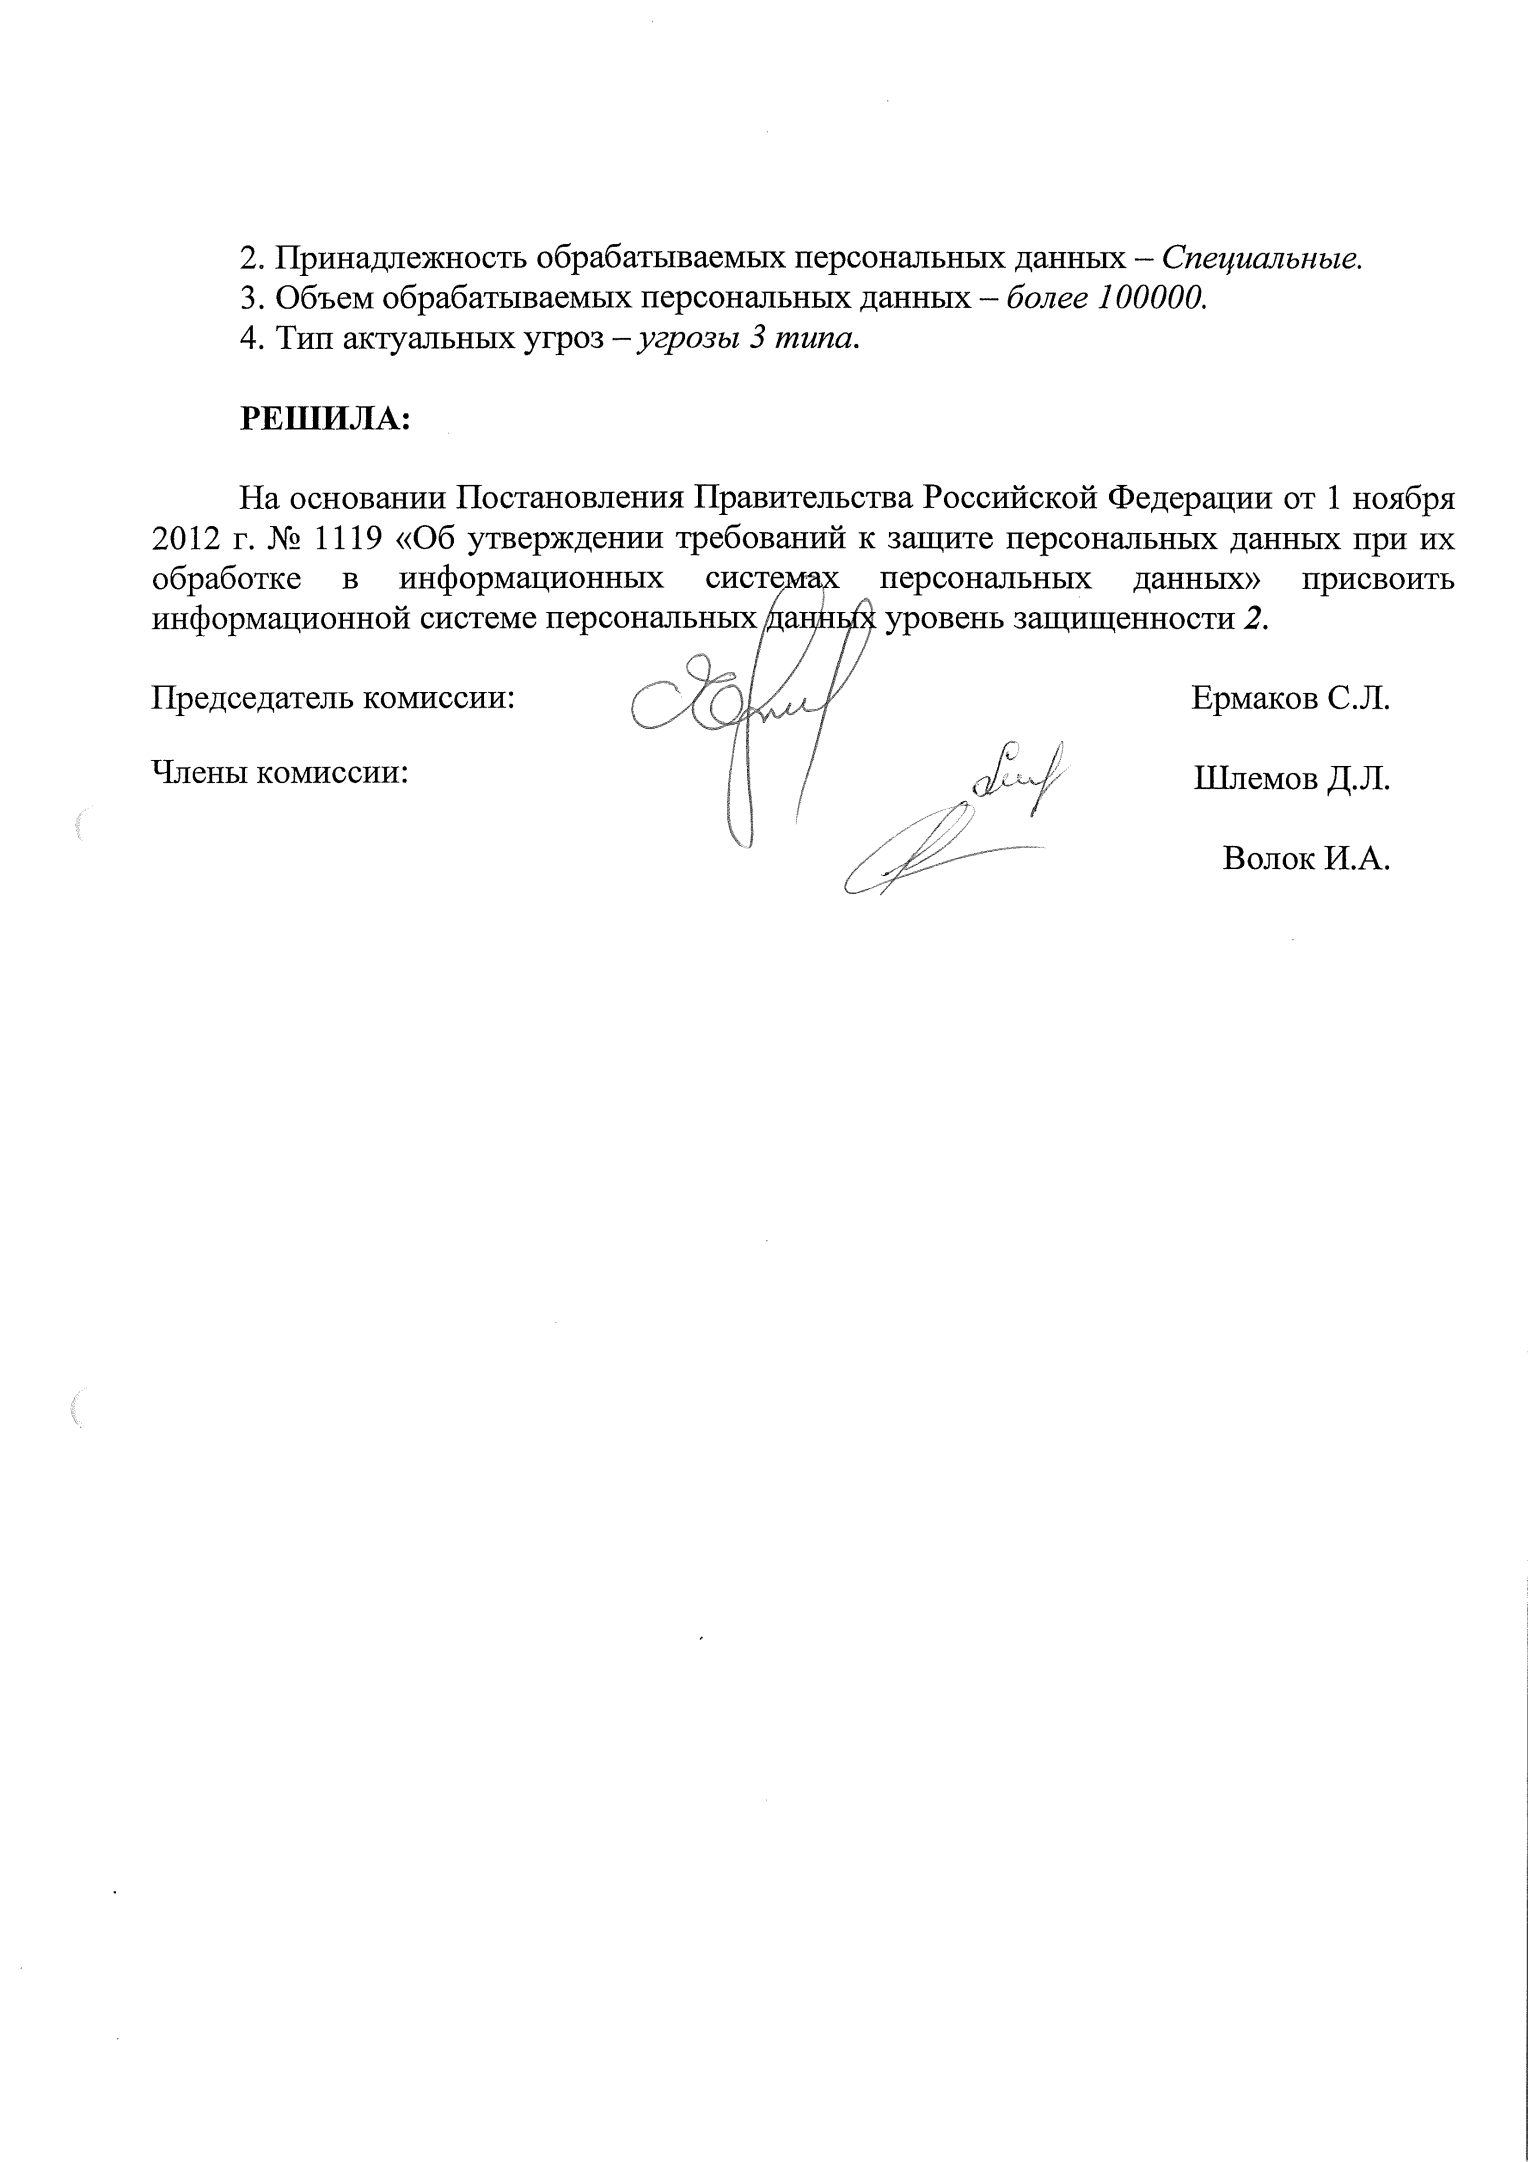 2. Принадлежность обрабатываемых персональных данных – Специальные.
3. Объем обрабатываемых персональных данных – более 100000.
4. Тип актуальных угроз – угрозы 3 типа.
РЕШИЛА:
На основании Постановления Правительства Российской Федерации от 1 ноября
2012 г. № 1119 «Об утверждении требований к защите персональных данных при их
обработке в информационных системах персональных данных» присвоить
информационной системе персональных данных уровень защищенности 2.
Председатель комиссии: Ермаков С.Л.
Члены комиссии: Шлемов Д.Л.
Волок И.А.